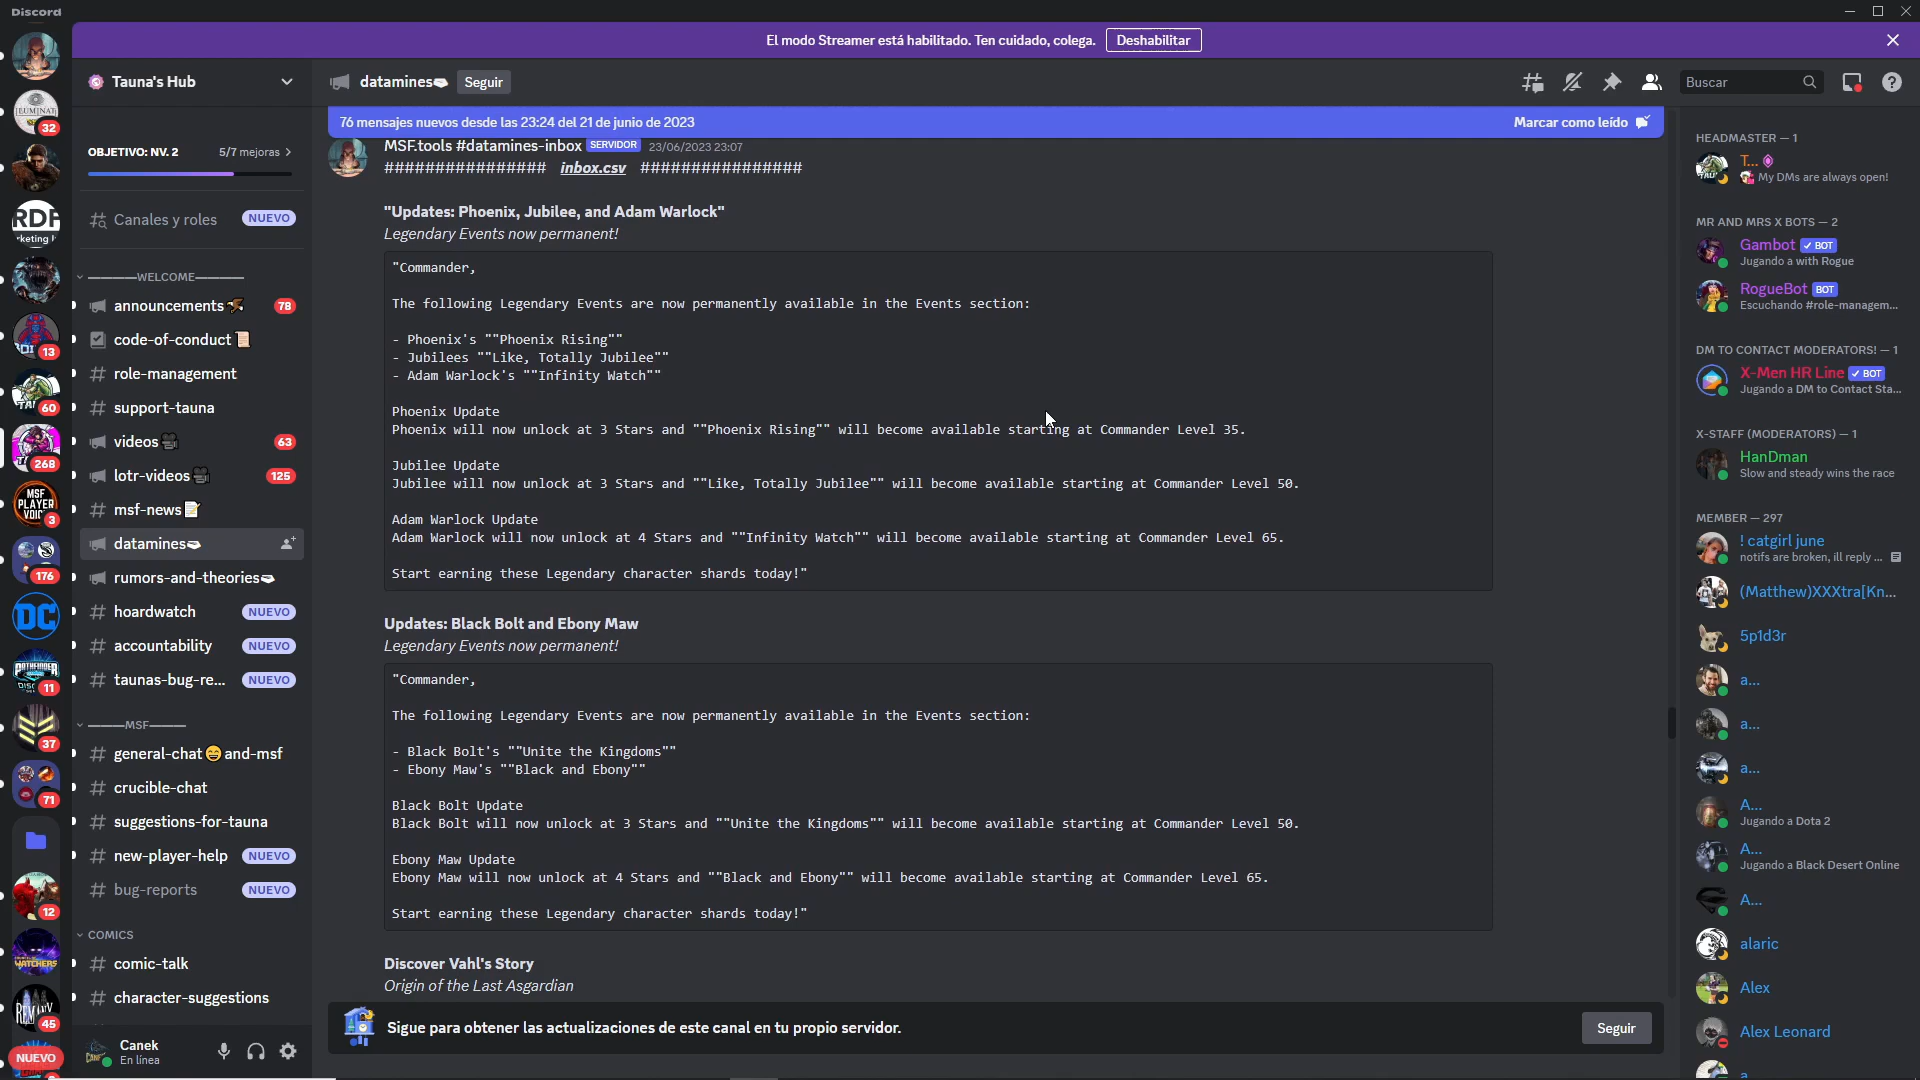 Discord
El modo Streamer está habilitado. Ten cuidado, colega.
Deshabilitar
Tauna's Hub
datamines
Seguir
Buscar
32
RDF
rketing I
13
60
268
MSF
PLAYER
VOIC
3
176
DC
11
37
71
12
WATCHERS
45
NUEVO
OBJETIVO: NV. 2
5/7 mejoras
Canales y roles
NUEVO
WELCOME
announcements
78
code-of-conduct
role-management
support-tauna
videos
63
lotr-videos
125
msf-news
datamines
rumors-and-theories
hoardwatch
NUEVO
accountability
NUEVO
taunas-bug-re...
NUEVO
MSF
general-chat and-msf
crucible-chat
suggestions-for-tauna
new-player-help
NUEVO
bug-reports
NUEVO
COMICS
comic-talk
character-suggestions
Canek
En línea
76 mensajes nuevos desde las 23:24 del 21 de junio de 2023
Marcar como leído
MSF.tools #datamines-inbox SERVIDOR 23/06/2023 23:07
################ inbox.csv ################
"Updates: Phoenix, Jubilee, and Adam Warlock"
Legendary Events now permanent!
"Commander,
The following Legendary Events are now permanently available in the Events section:
- Phoenix's ""Phoenix Rising""
- Jubilees ""Like, Totally Jubilee""
- Adam Warlock's ""Infinity Watch""
Phoenix Update
Phoenix will now unlock at 3 Stars and ""Phoenix Rising"" will become available starting at Commander Level 35.
Jubilee Update
Jubilee will now unlock at 3 Stars and ""Like, Totally Jubilee"" will become available starting at Commander Level 50.
Adam Warlock Update
Adam Warlock will now unlock at 4 Stars and ""Infinity Watch"" will become available starting at Commander Level 65.
Start earning these Legendary character shards today!"
Updates: Black Bolt and Ebony Maw
Legendary Events now permanent!
"Commander,
The following Legendary Events are now permanently available in the Events section:
- Black Bolt's ""Unite the Kingdoms""
- Ebony Maw's ""Black and Ebony""
Black Bolt Update
Black Bolt will now unlock at 3 Stars and ""Unite the Kingdoms"" will become available starting at Commander Level 50.
Ebony Maw Update
Ebony Maw will now unlock at 4 Stars and ""Black and Ebony"" will become available starting at Commander Level 65.
Start earning these Legendary character shards today!"
Discover Vahl's Story
Origin of the Last Asgardian
Sigue para obtener las actualizaciones de este canal en tu propio servidor.
Seguir
HEADMASTER — 1
T...
My DMs are always open!
MR AND MRS X BOTS — 2
Gambot BOT
Jugando a with Rogue
RogueBot BOT
Escuchando #role-managem...
DM TO CONTACT MODERATORS! — 1
X-Men HR Line BOT
Jugando a DM to Contact Sta...
X-STAFF (MODERATORS) — 1
HanDman
Slow and steady wins the race
MEMBER — 297
! catgirl june
notifs are broken, ill reply ...
(Matthew)XXXtra[Kn...
5p1d3r
a...
a...
a...
A...
Jugando a Dota 2
A...
Jugando a Black Desert Online
A...
alaric
Alex
Alex Leonard
a